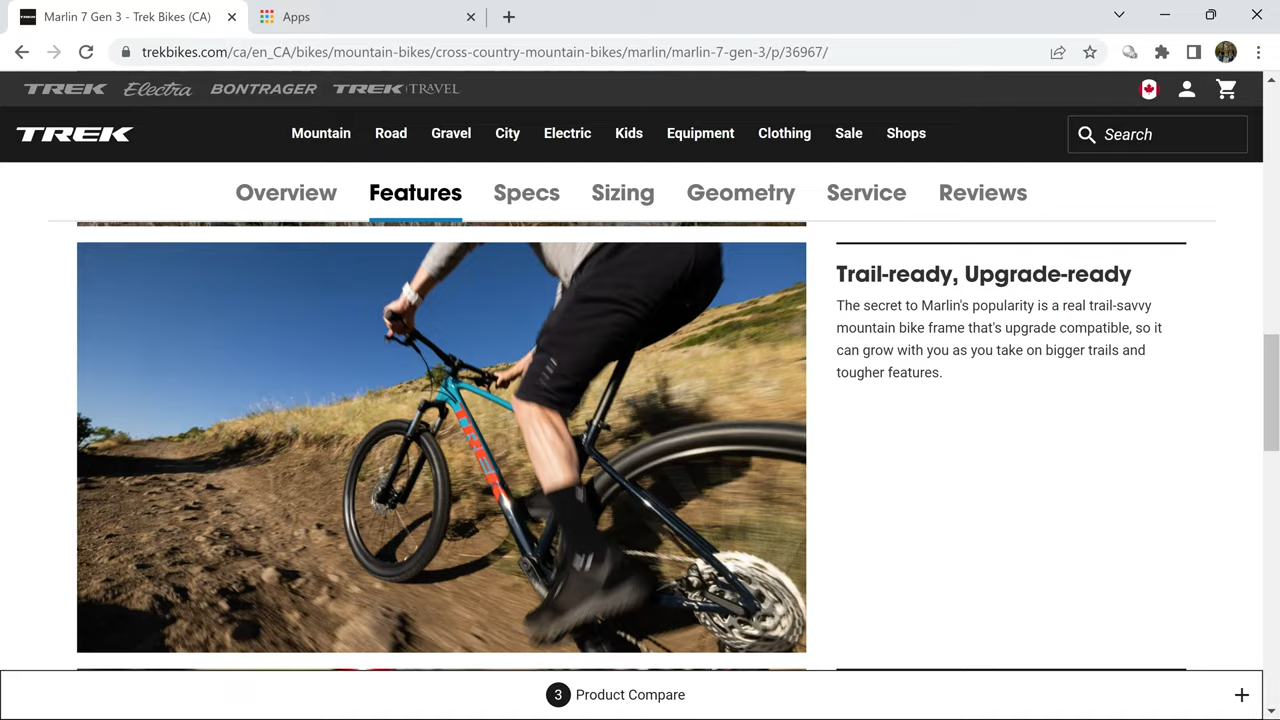 Marlin 7 Gen 3 - Trek Bikes (CA)
Apps
trekbikes.com/ca/en_CA/bikes/mountain-bikes/cross-country-mountain-bikes/marlin/marlin-7-gen-3/p/36967/
TREK Electra BONTRAGER TREK TRAVEL
TREK Mountain Road Gravel City Electric Kids Equipment Clothing Sale Shops Search
Overview Features Specs Sizing Geometry Service Reviews
Trail-ready, Upgrade-ready
The secret to Marlin's popularity is a real trail-savvy
mountain bike frame that's upgrade compatible, so it
can grow with you as you take on bigger trails and
tougher features.
TREK
3 Product Compare